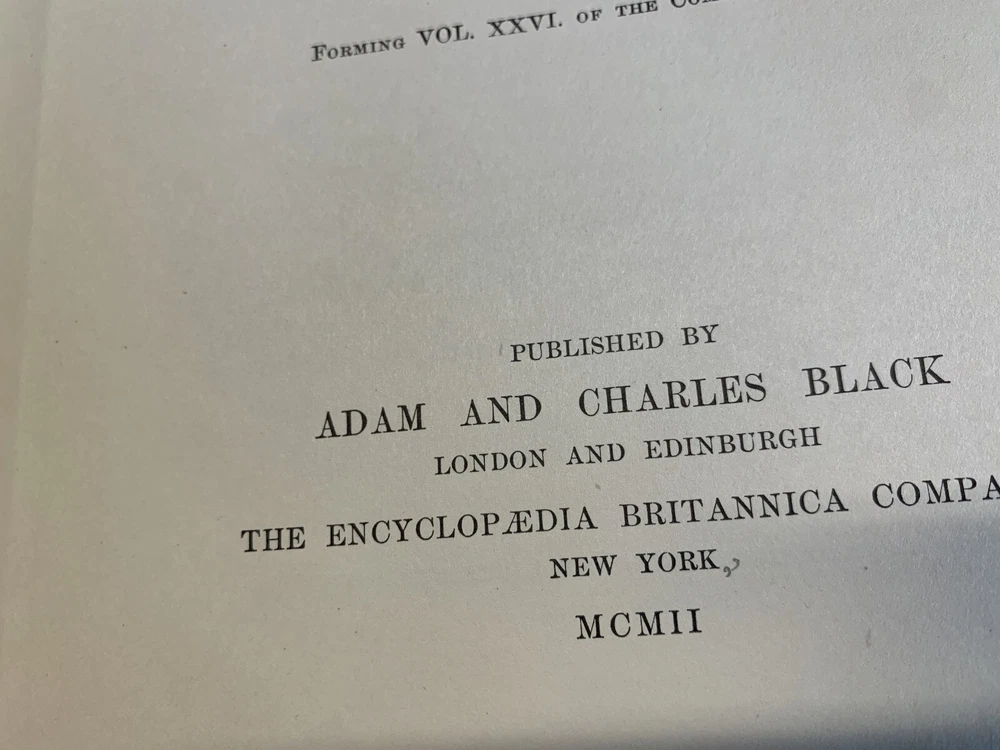 FORMING VOL. XXVI. OF THE
PUBLISHED BY
ADAM AND CHARLES BLACK
LONDON AND EDINBURGH
THE ENCYCLOPÆDIA BRITANNICA COMPA
NEW YORK
MCMII